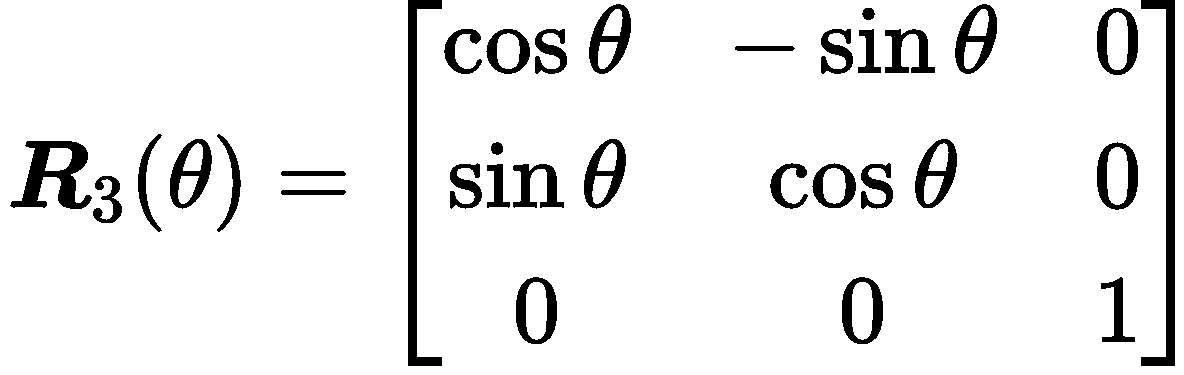 R₃(θ) = [cos θ −sin θ 0
sin θ cos θ 0
0 0 1]